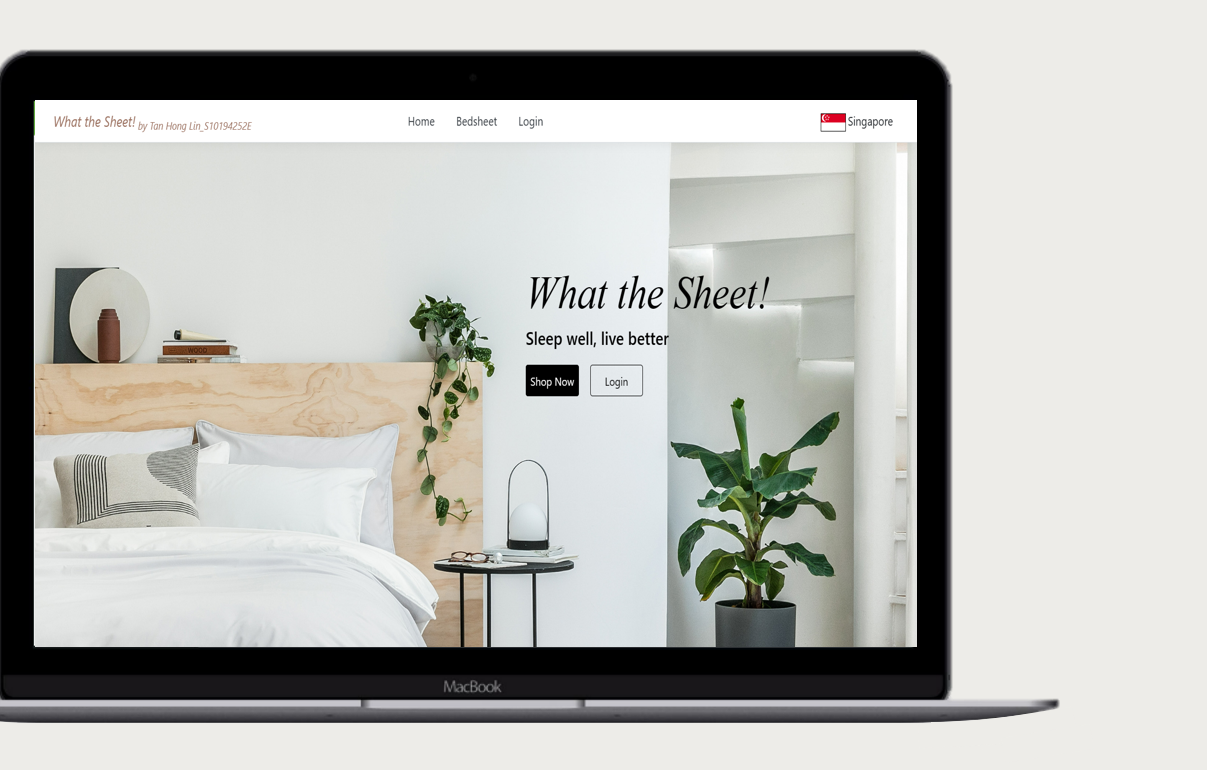 What the Sheet! by Tan Hong Lin_S10194252E
Home Bedsheet Login
Singapore
WOOD
What the Sheet!
Sleep well, live better
Shop Now Login
MacBook